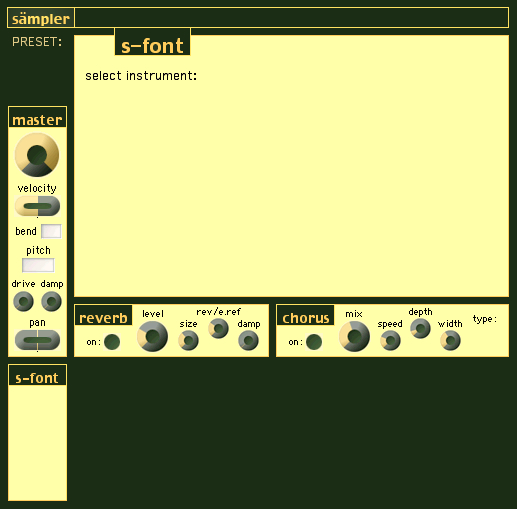 sämpler
PRESET:
s-font
select instrument:
master
velocity
bend
pitch
drive damp
pan
reverb
on:
level
size
rev/e.ref
damp
chorus
on:
mix
speed
depth
width
type:
s-font